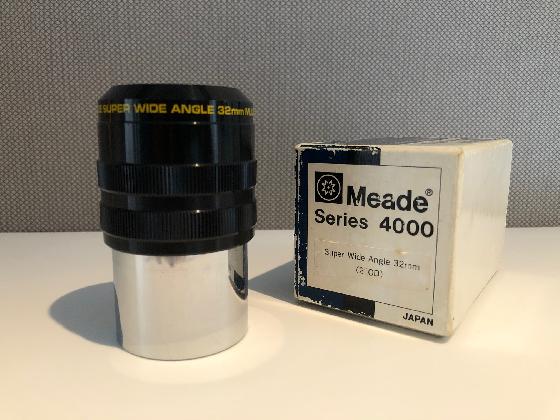 SUPER WIDE ANGLE 32mm
Meade®
Series 4000
Super Wide Angle 32mm
JAPAN